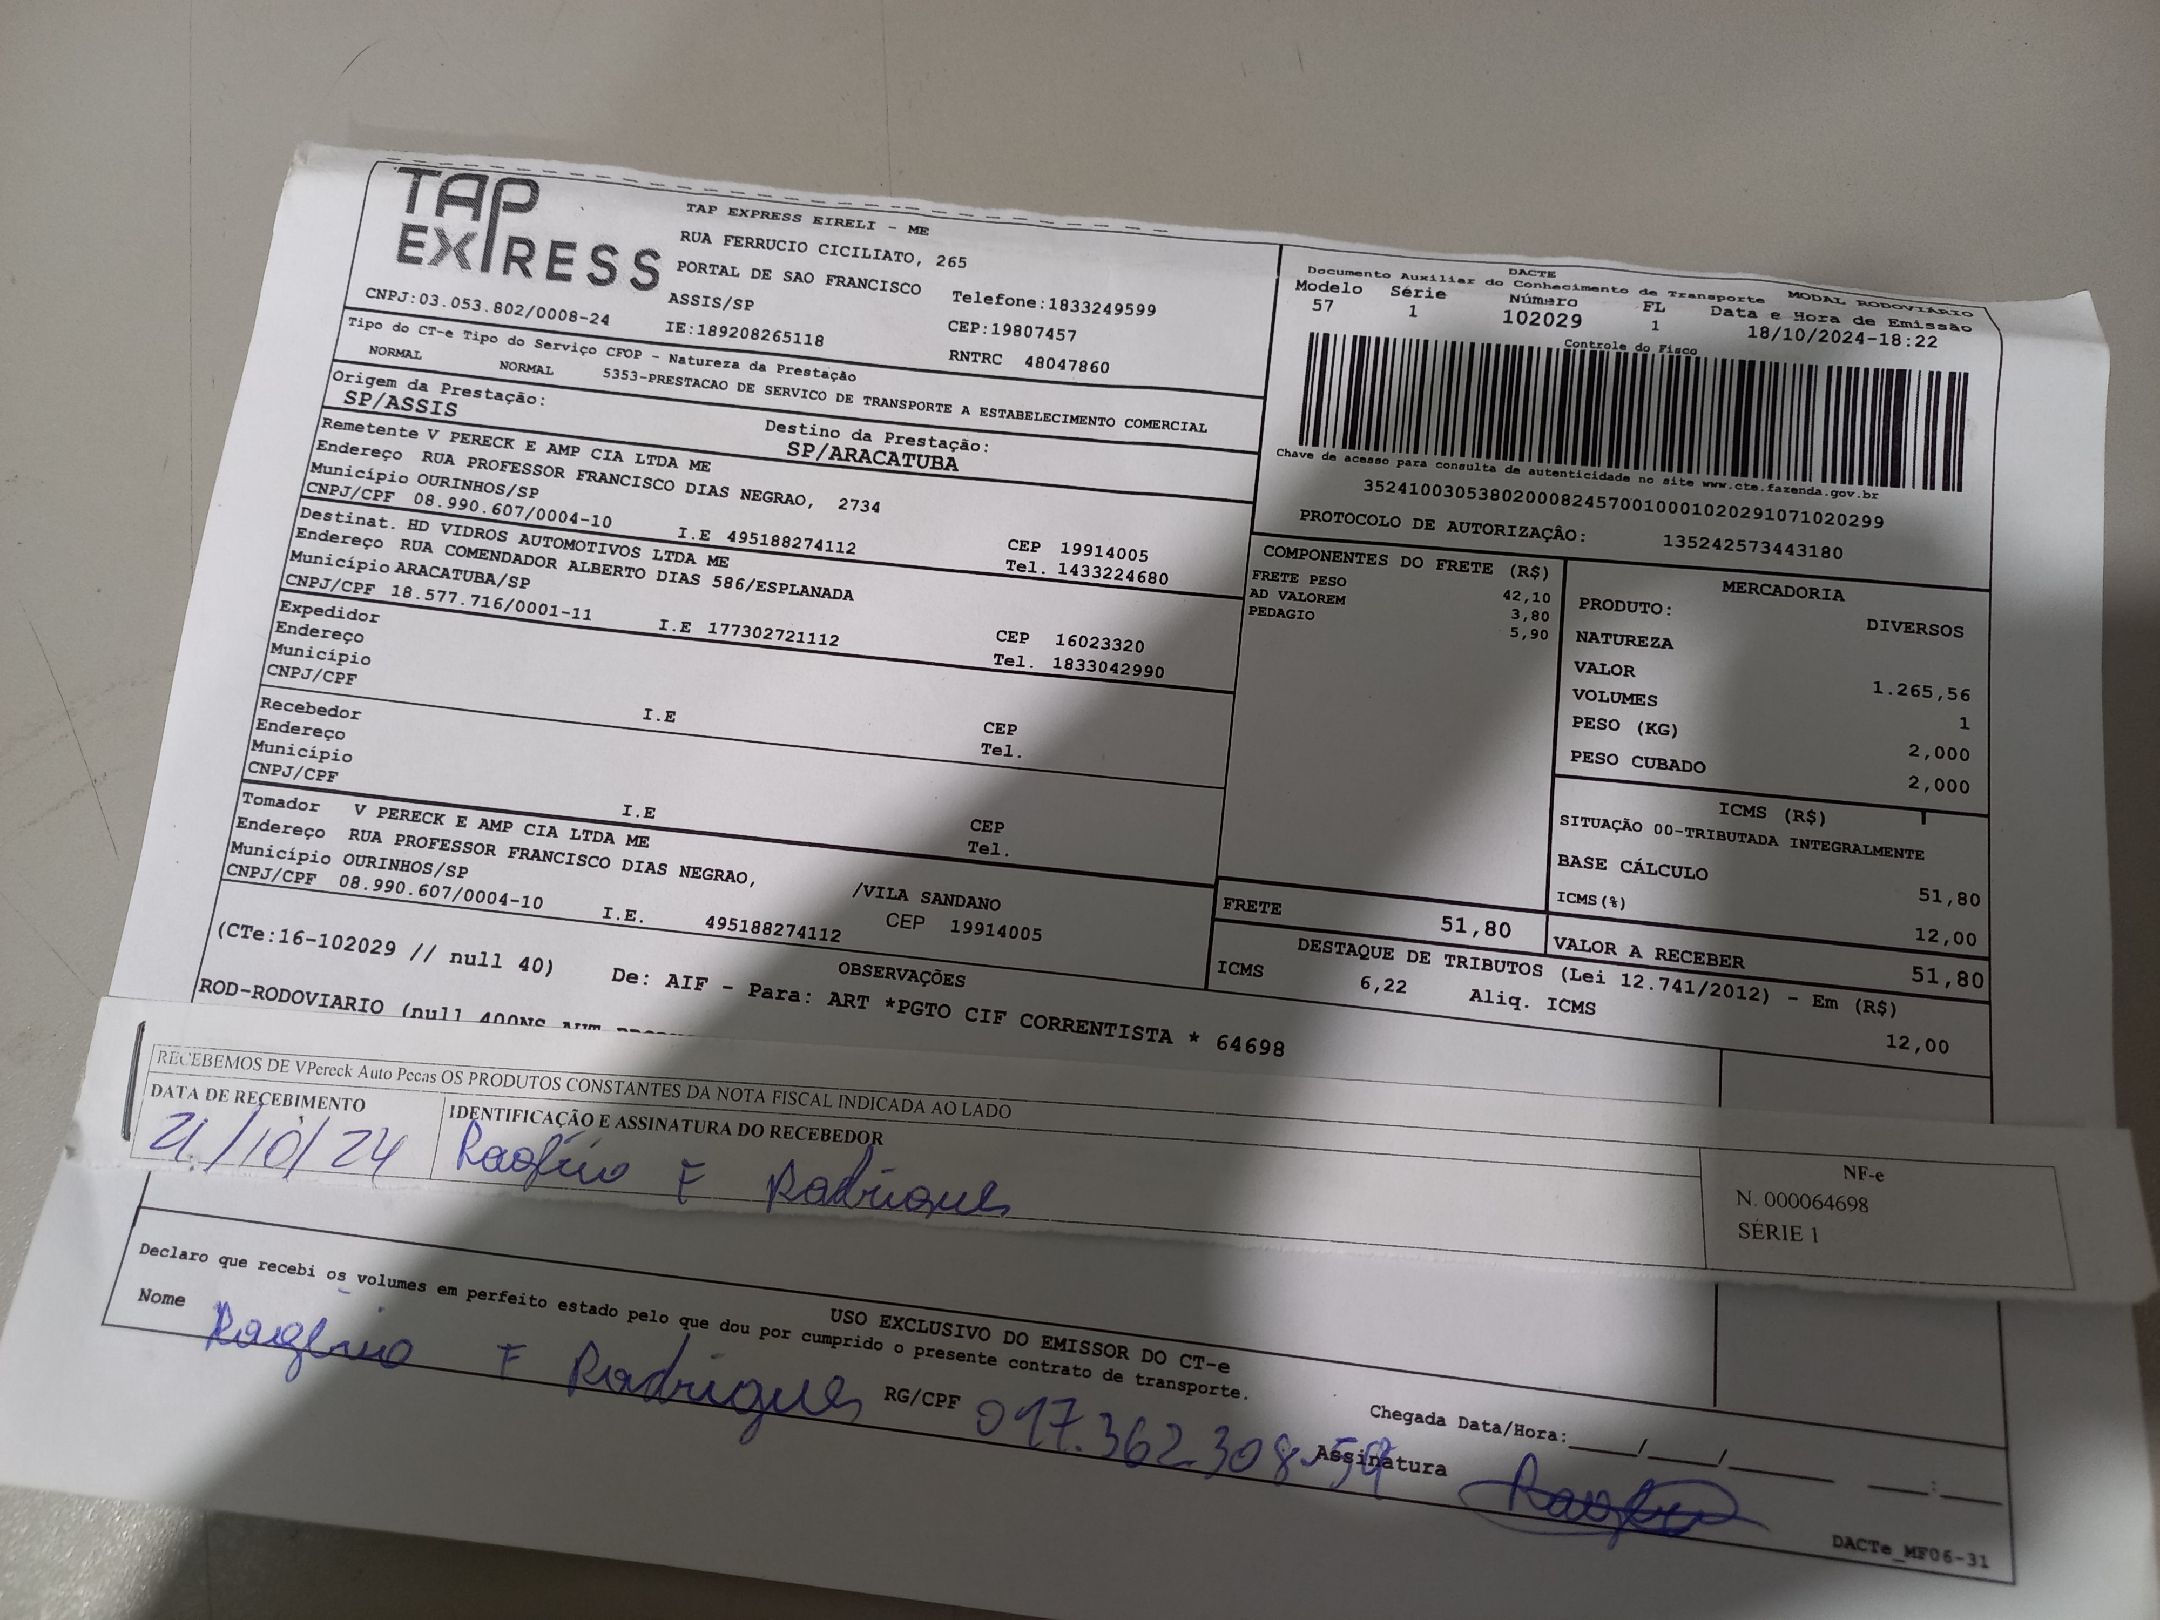 TAP EXPRESS
TAP EXPRESS EIRELI - ME
RUA FERRUCIO CICILIATO, 265
PORTAL DE SAO FRANCISCO
Telefone:1833249599
ASSIS/SP
CEP:19807457
CNPJ:03.053.802/0008-24
IE:189208265118
RNTRC 48047860
Tipo do CT-e Tipo do Serviço CFOP - Natureza da Prestação
NORMAL NORMAL 5353-PRESTACAO DE SERVICO DE TRANSPORTE A ESTABELECIMENTO COMERCIAL
Origem da Prestação:
SP/ASSIS
Destino da Prestação:
SP/ARACATUBA
DACTE
Documento Auxiliar do Conhecimento de Transporte MODAL RODOVIÁRIO
Modelo Série Número FL Data e Hora de Emissão
57 1 102029 1 18/10/2024-18:22
Controle do Fisco
Chave de acesso para consulta de autenticidade no site www.cte.fazenda.gov.br
35241003053802000824570010001020291071020299
PROTOCOLO DE AUTORIZAÇÃO: 135242573443180
Remetente V PERECK E AMP CIA LTDA ME
Endereço RUA PROFESSOR FRANCISCO DIAS NEGRAO, 2734
Município OURINHOS/SP CEP 19914005
CNPJ/CPF 08.990.607/0004-10 I.E 495188274112 Tel. 1433224680
Destinat. HD VIDROS AUTOMOTIVOS LTDA ME
Endereço RUA COMENDADOR ALBERTO DIAS 586/ESPLANADA
Município ARACATUBA/SP CEP 16023320
CNPJ/CPF 18.577.716/0001-11 I.E 177302721112 Tel. 1833042990
Expedidor
Endereço
Município CEP
CNPJ/CPF I.E Tel.
Recebedor
Endereço
Município CEP
CNPJ/CPF I.E Tel.
Tomador V PERECK E AMP CIA LTDA ME
Endereço RUA PROFESSOR FRANCISCO DIAS NEGRAO, /VILA SANDANO
Município OURINHOS/SP CEP 19914005
CNPJ/CPF 08.990.607/0004-10 I.E. 495188274112
COMPONENTES DO FRETE (R$)
FRETE PESO 42,10
AD VALOREM 3,80
PEDAGIO 5,90
MERCADORIA
PRODUTO: DIVERSOS
NATUREZA
VALOR 1.265,56
VOLUMES 1
PESO (KG) 2,000
PESO CUBADO 2,000
ICMS (R$)
SITUAÇÃO 00-TRIBUTADA INTEGRALMENTE
BASE CÁLCULO 51,80
ICMS(%) 12,00
FRETE 51,80
VALOR A RECEBER 51,80
DESTAQUE DE TRIBUTOS (Lei 12.741/2012) - Em (R$)
ICMS 6,22 Aliq. ICMS 12,00
OBSERVAÇÕES
(CTe:16-102029 // null 40) De: AIF - Para: ART *PGTO CIF CORRENTISTA * 64698
ROD-RODOVIARIO (null 400NS AUT
RECEBEMOS DE VPereck Auto Pecas OS PRODUTOS CONSTANTES DA NOTA FISCAL INDICADA AO LADO
DATA DE RECEBIMENTO
21/10/24
IDENTIFICAÇÃO E ASSINATURA DO RECEBEDOR
Rogério F Rodrigues
NF-e
N. 000064698
SÉRIE 1
USO EXCLUSIVO DO EMISSOR DO CT-e
Declaro que recebi os volumes em perfeito estado pelo que dou por cumprido o presente contrato de transporte.
Nome Rogério F Rodrigues RG/CPF 017.362308-59
Chegada Data/Hora:____/____/____ ____:____
Assinatura
DACTe_MF06-31